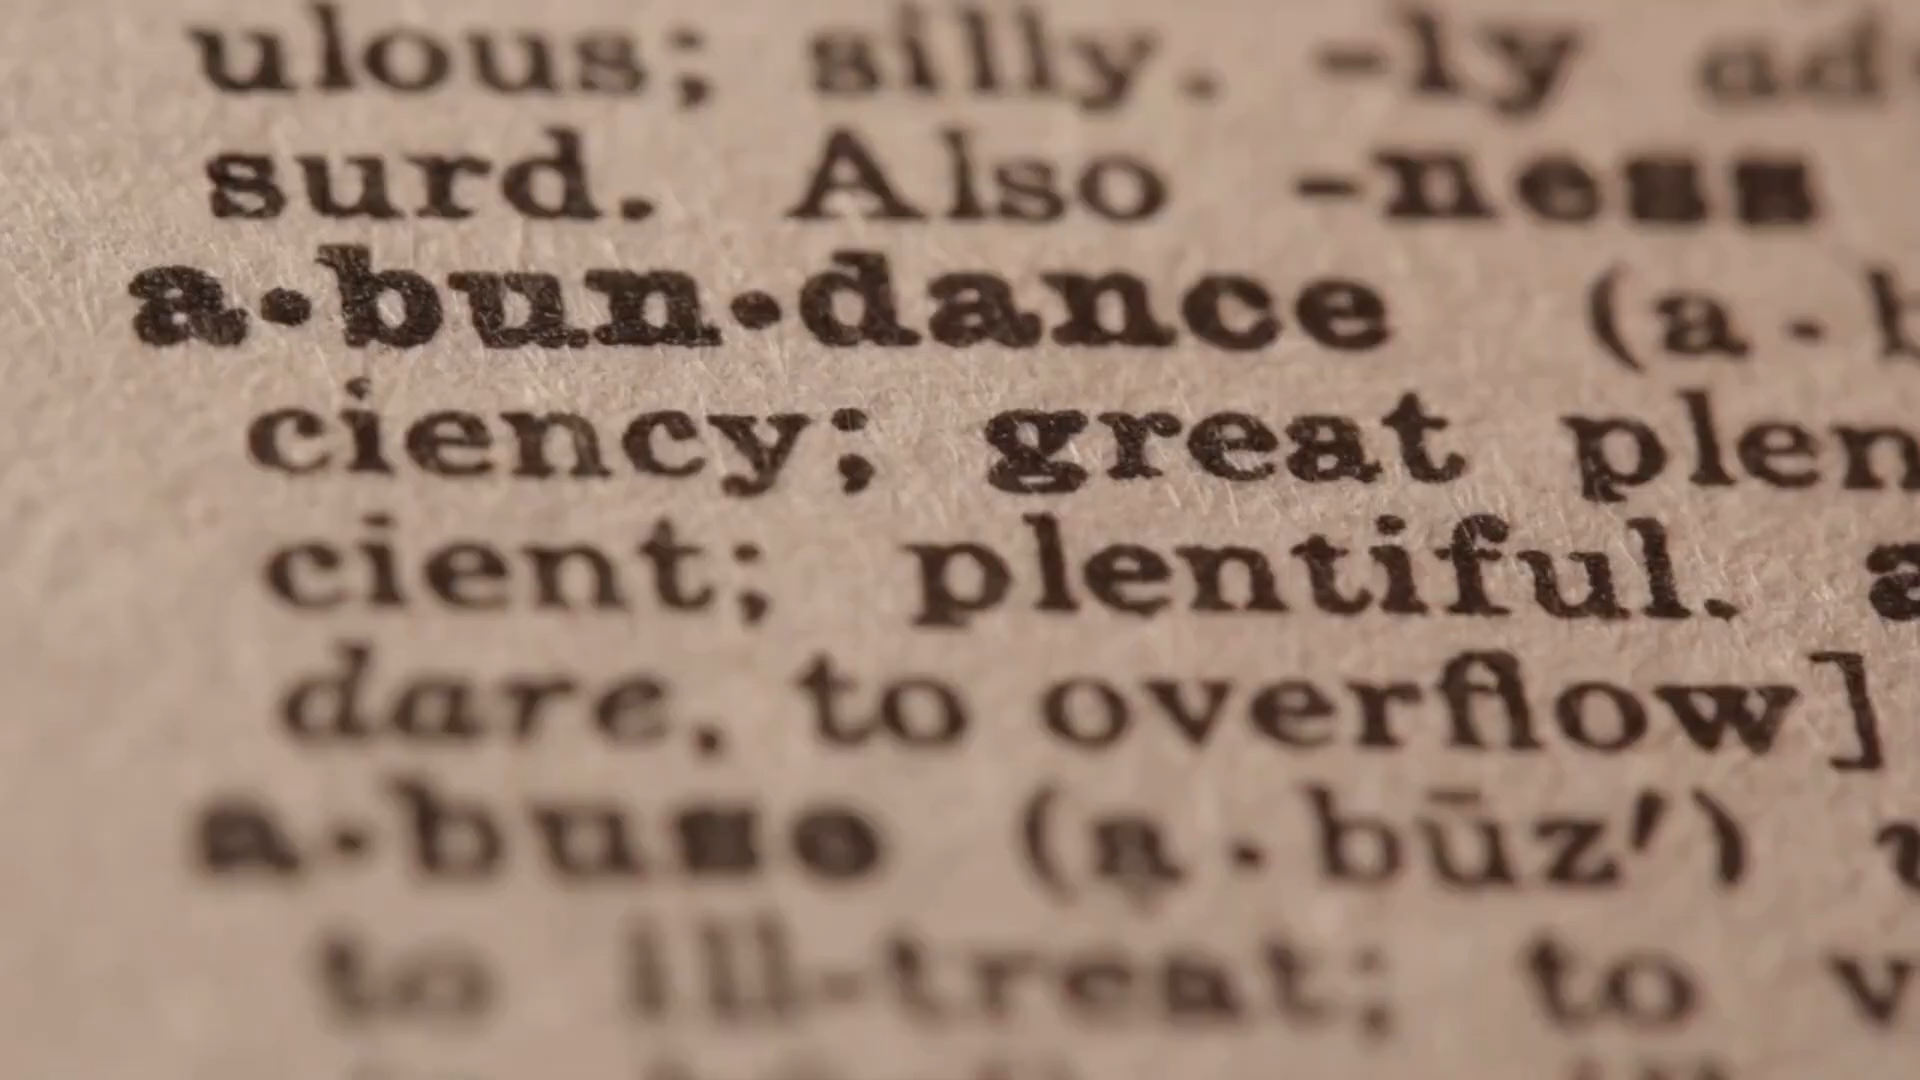 ulous; silly. -ly ad
surd. Also -ness
a·bun·dance (a-b
ciency; great plen
cient; plentiful. a
dare, to overflow]
a·buse (a·būz′) v
to ill-treat; to v